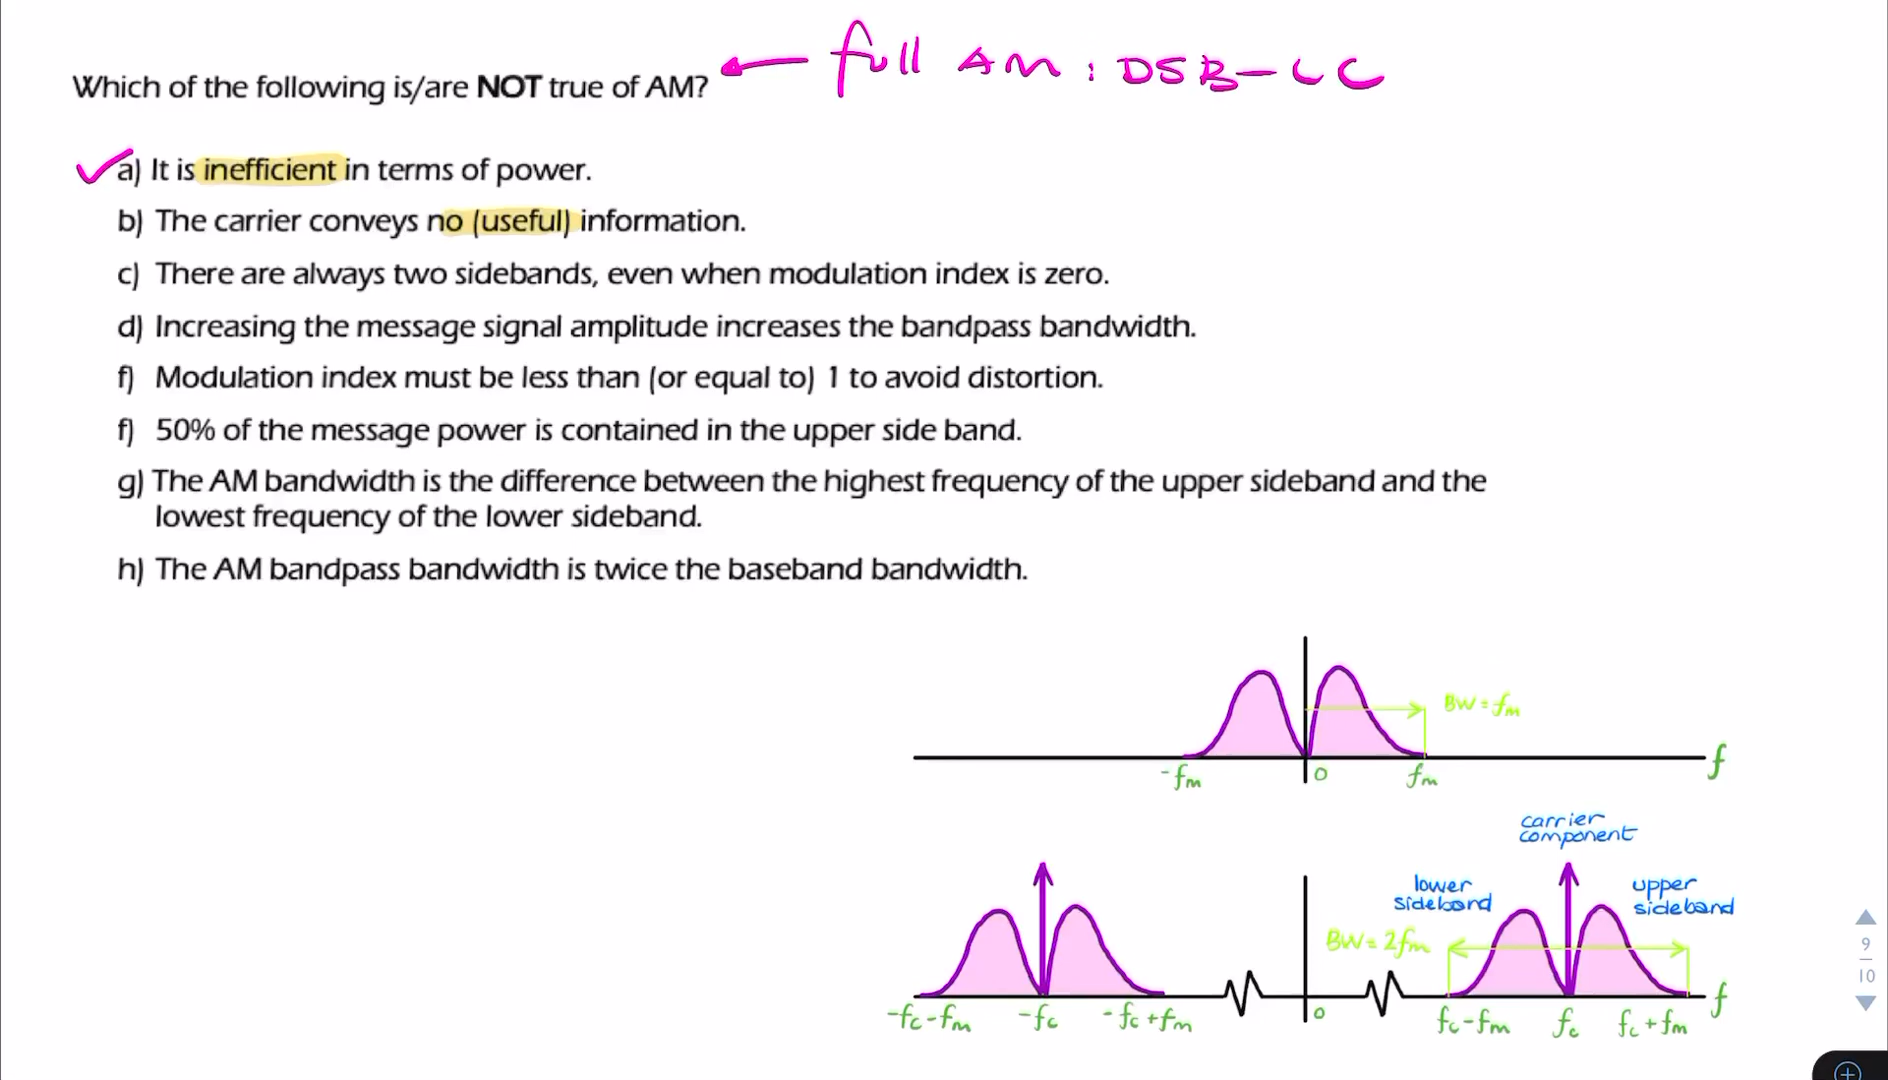 Which of the following is/are NOT true of AM? ← full AM : DSB-LC
a) It is inefficient in terms of power.
b) The carrier conveys no (useful) information.
c) There are always two sidebands, even when modulation index is zero.
d) Increasing the message signal amplitude increases the bandpass bandwidth.
f) Modulation index must be less than (or equal to) 1 to avoid distortion.
f) 50% of the message power is contained in the upper side band.
g) The AM bandwidth is the difference between the highest frequency of the upper sideband and the
lowest frequency of the lower sideband.
h) The AM bandpass bandwidth is twice the baseband bandwidth.
BW = fm
f
-fm 0 fm
carrier
component
lower
sideband
upper
sideband
BW = 2fm
f
-fc-fm -fc -fc+fm 0 fc-fm fc fc+fm
9
10